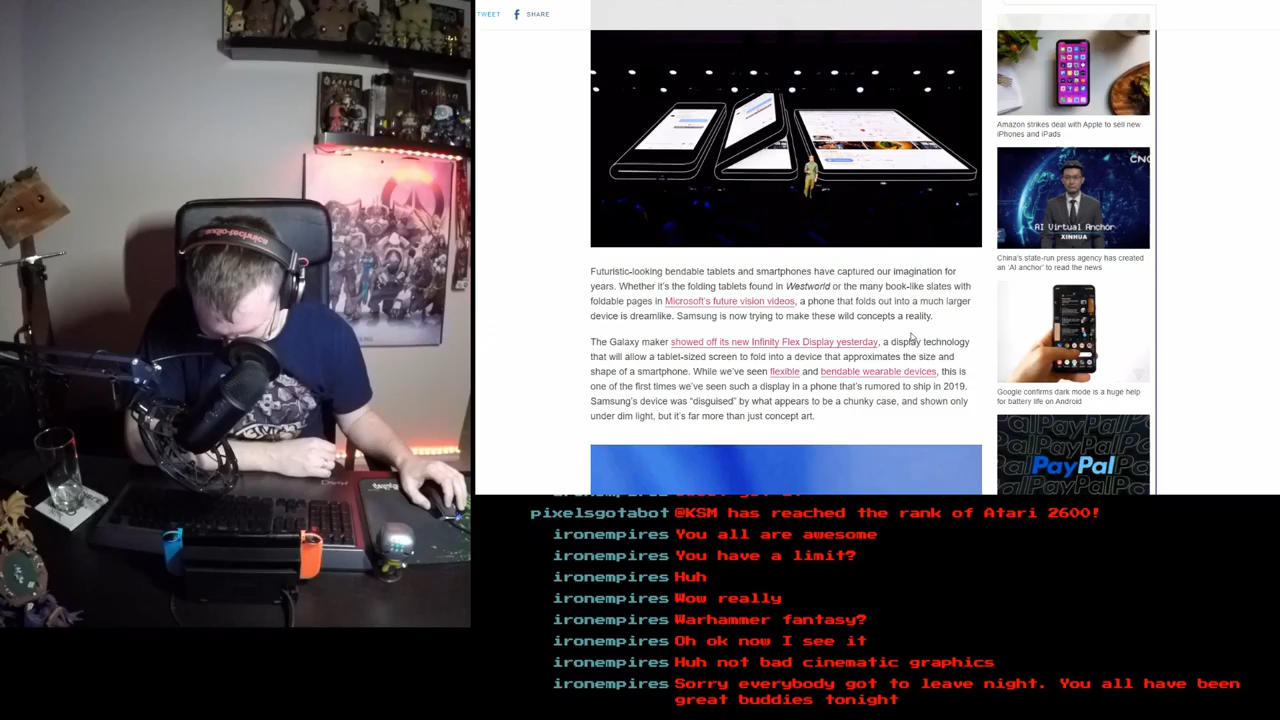 TWEET
SHARE
Futuristic-looking bendable tablets and smartphones have captured our imagination for
years. Whether it's the folding tablets found in Westworld or the many book-like slates with
foldable pages in Microsoft's future vision videos, a phone that folds out into a much larger
device is dreamlike. Samsung is now trying to make these wild concepts a reality.
The Galaxy maker showed off its new Infinity Flex Display yesterday, a display technology
that will allow a tablet-sized screen to fold into a device that approximates the size and
shape of a smartphone. While we've seen flexible and bendable wearable devices, this is
one of the first times we've seen such a display in a phone that's rumored to ship in 2019.
Samsung's device was "disguised" by what appears to be a chunky case, and shown only
under dim light, but it's far more than just concept art.
Amazon strikes deal with Apple to sell new
iPhones and iPads
CNC
AI Virtual Anchor
XINHUA
China's state-run press agency has created
an 'AI anchor' to read the news
Google confirms dark mode is a huge help
for battery life on Android
PayPal
pixelsgotabot @KSM has reached the rank of Atari 2600!
ironempires You all are awesome
ironempires You have a limit?
ironempires Huh
ironempires Wow really
ironempires Warhammer fantasy?
ironempires Oh ok now I see it
ironempires Huh not bad cinematic graphics
ironempires Sorry everybody got to leave night. You all have been
great buddies tonight